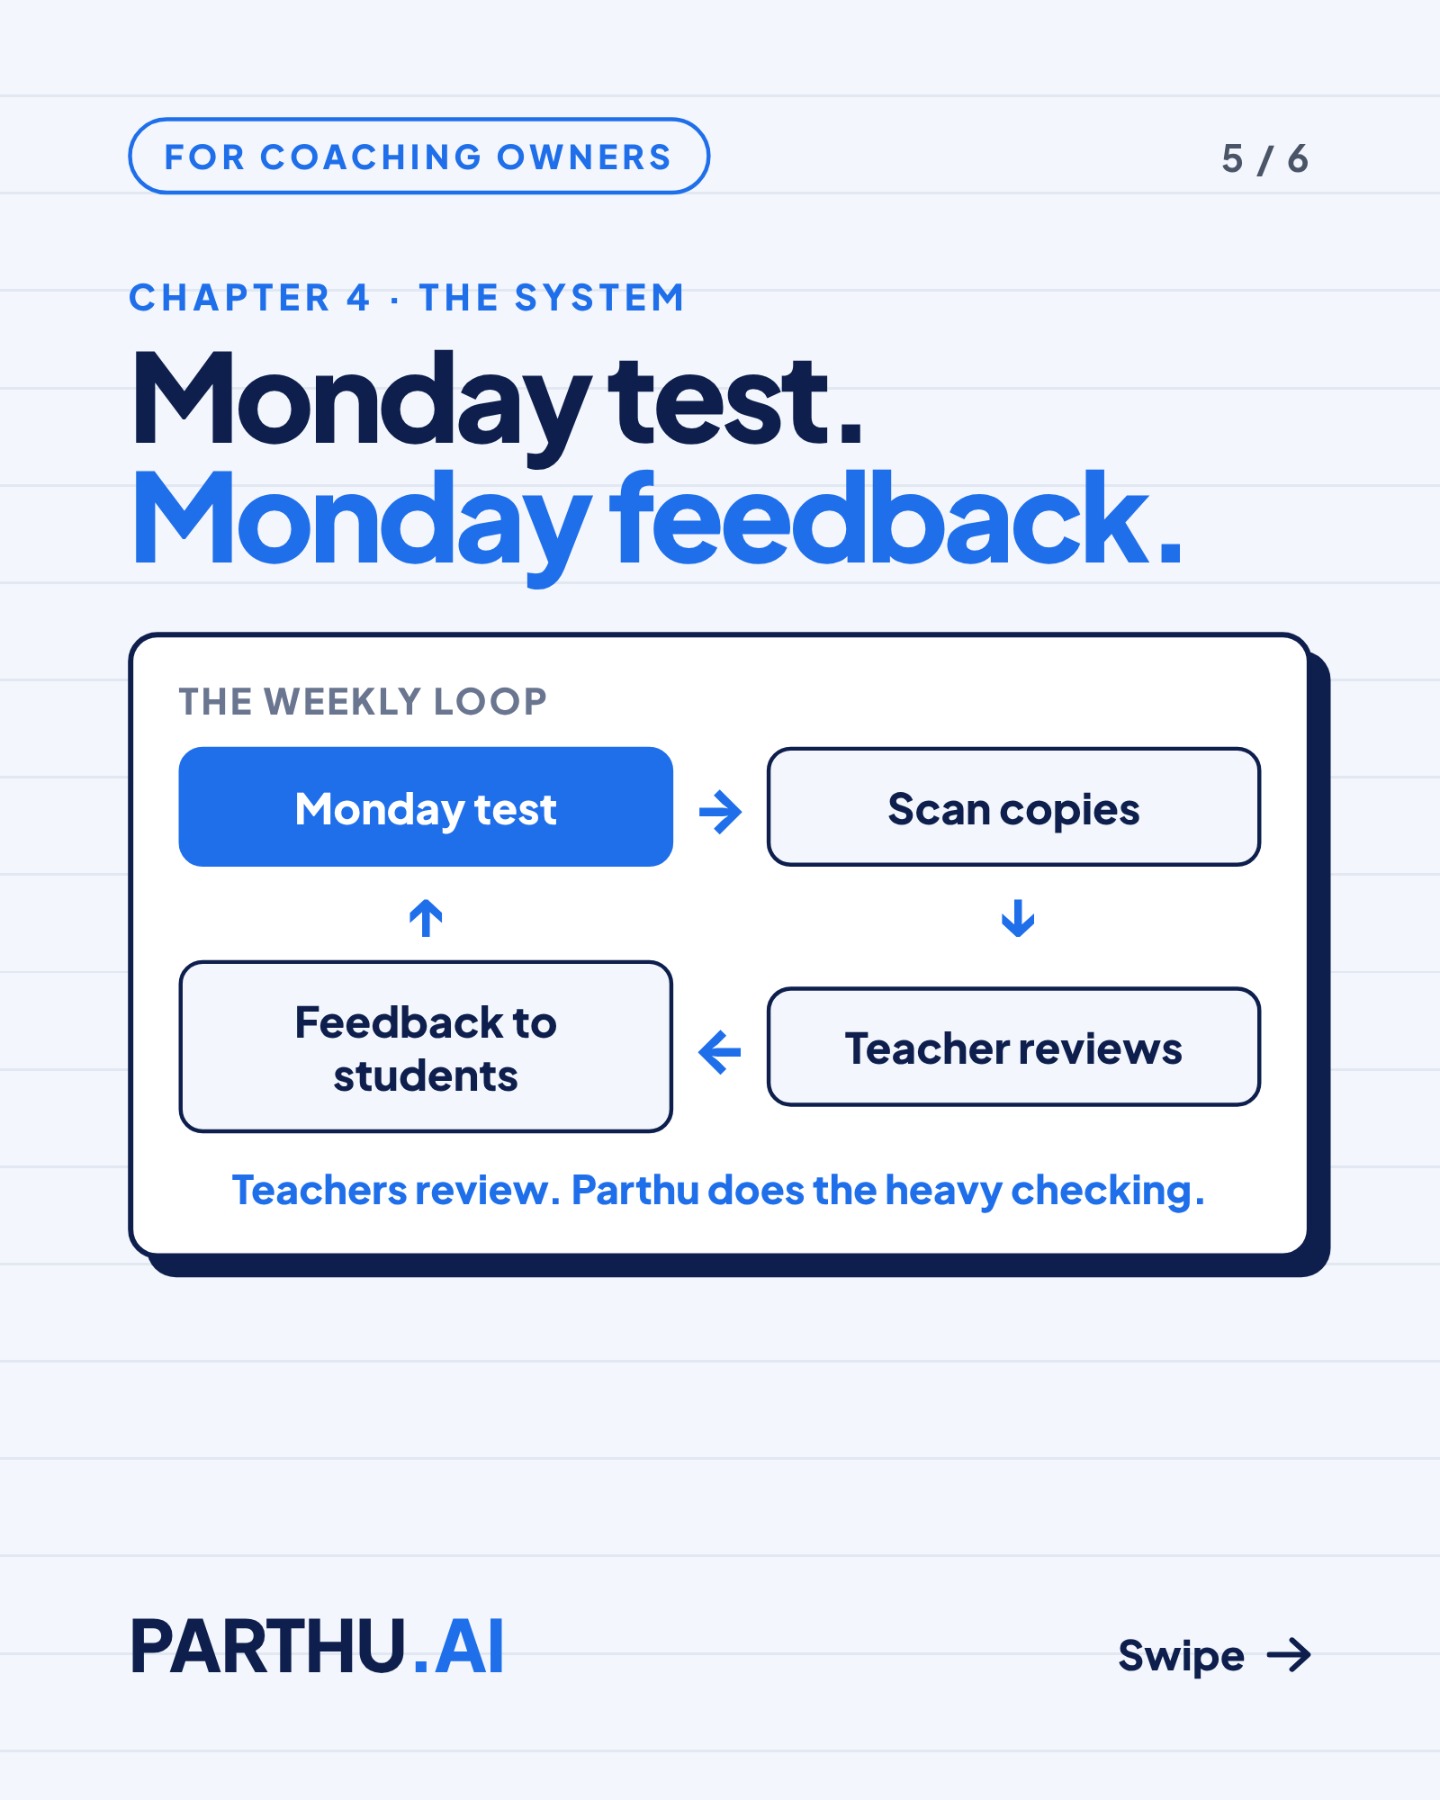 FOR COACHING OWNERS
5 / 6
CHAPTER 4 · THE SYSTEM
Monday test.
Monday feedback.
THE WEEKLY LOOP
Monday test → Scan copies
↑ ↓
Feedback to
students ← Teacher reviews
Teachers review. Parthu does the heavy checking.
PARTHU.AI
Swipe →